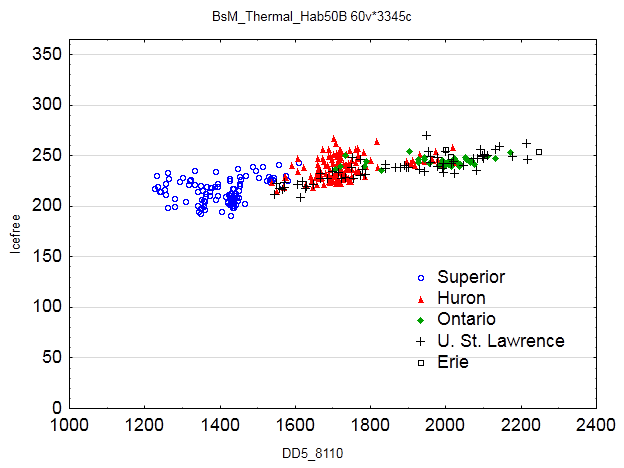 BsM_Thermal_Hab50B 60v*3345c
350
300
250
200
150
100
50
0
Icefree
Superior
Huron
Ontario
U. St. Lawrence
Erie
1000 1200 1400 1600 1800 2000 2200 2400
DD5_8110